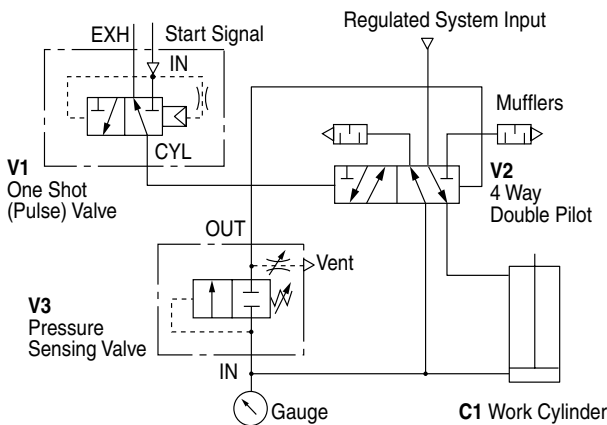 EXH
Start Signal
IN
CYL
V1
One Shot
(Pulse) Valve
Regulated System Input
Mufflers
V2
4 Way
Double Pilot
OUT
Vent
V3
Pressure
Sensing Valve
IN
Gauge
C1 Work Cylinder